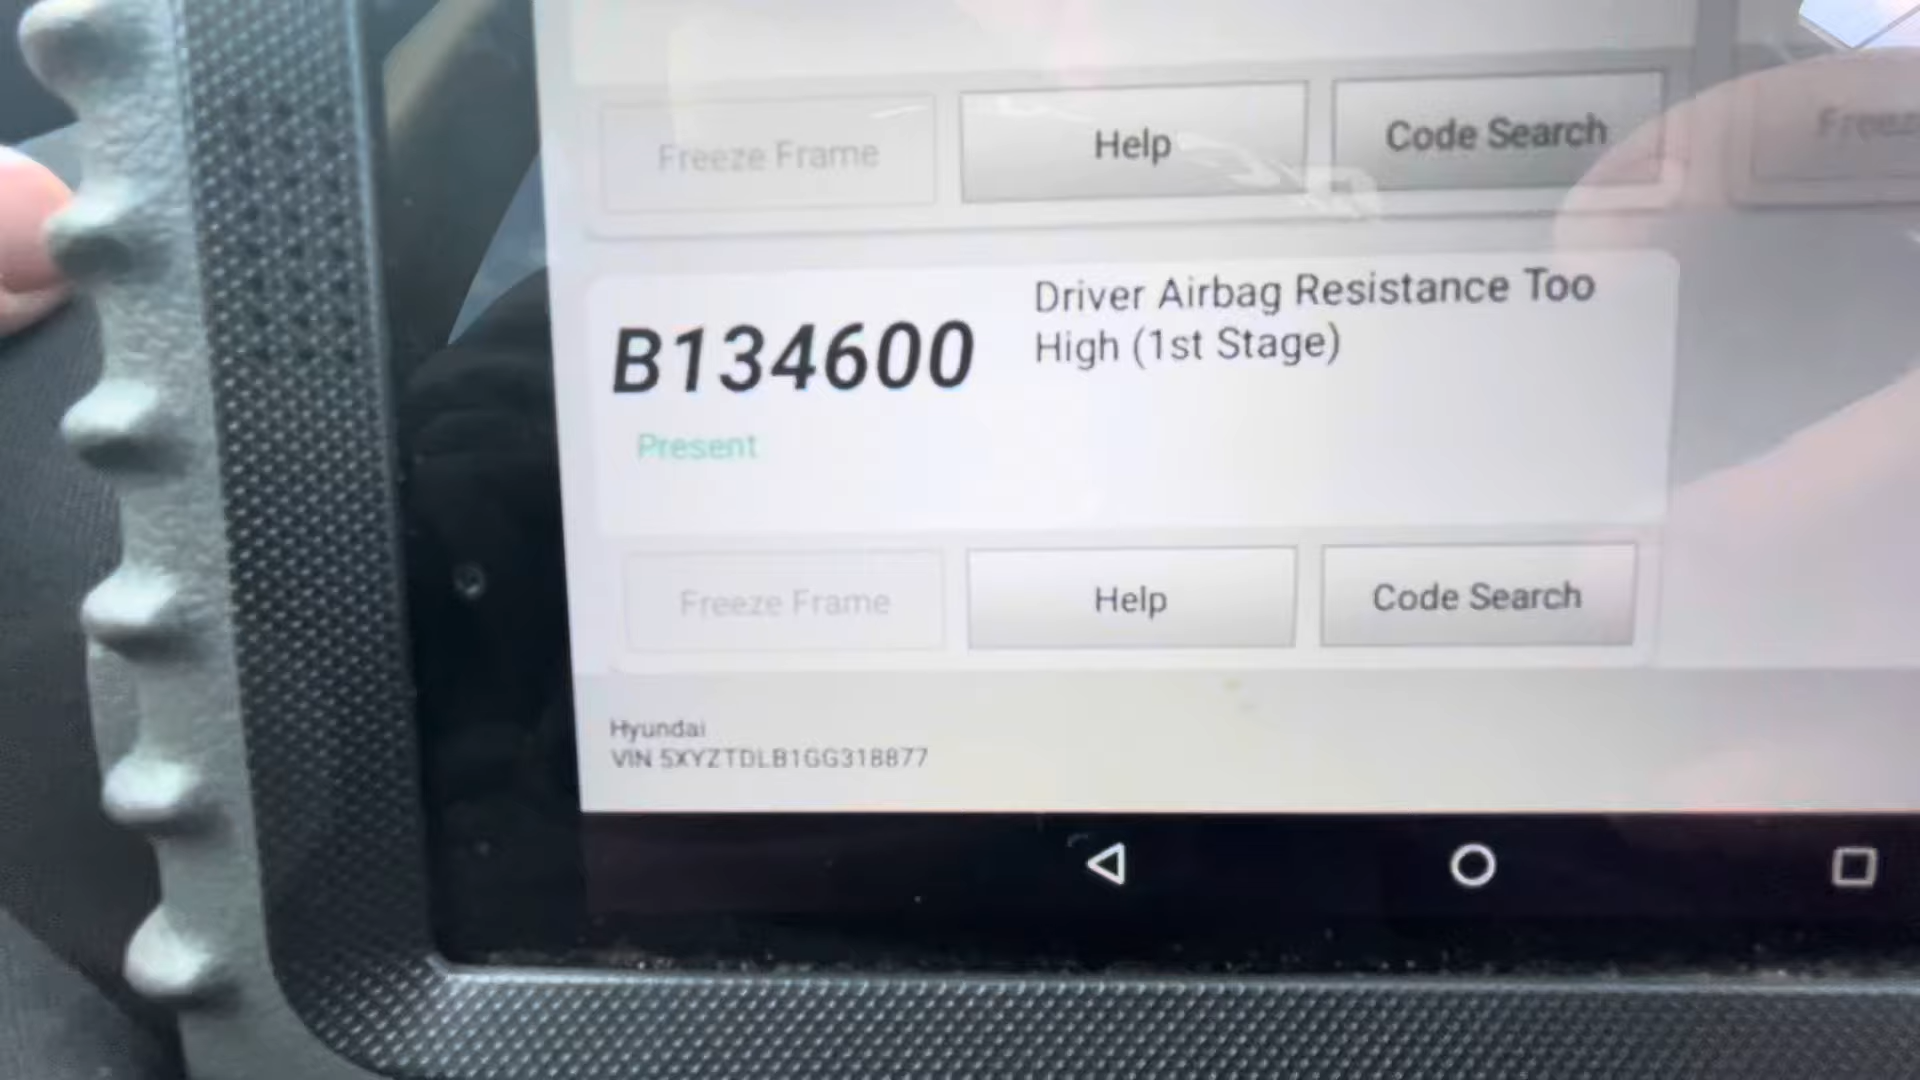 Freeze Frame
Help
Code Search
Freez
B134600
Driver Airbag Resistance Too
High (1st Stage)
Present
Freeze Frame
Help
Code Search
Hyundai
VIN 5XYZTDLB1GG318877